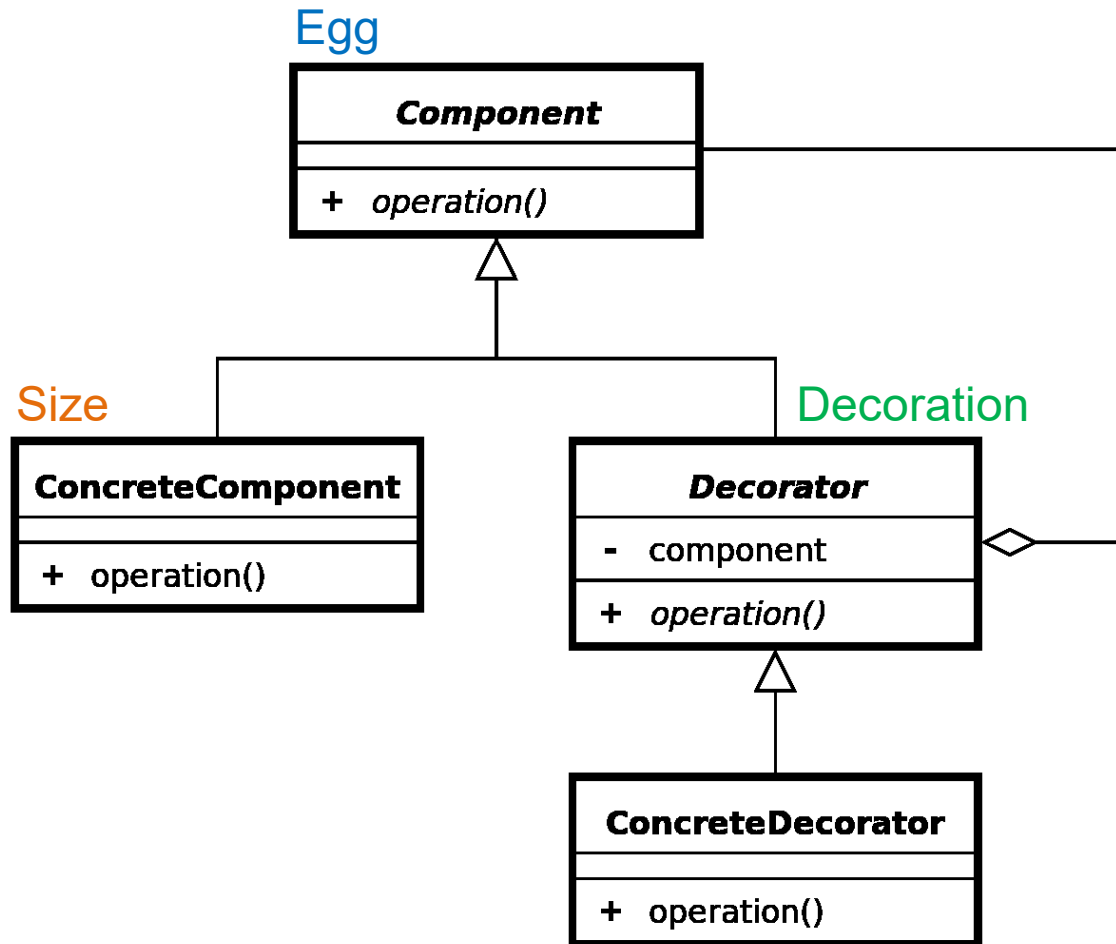 Egg
Component
+ operation()
Size
Decoration
ConcreteComponent
+ operation()
Decorator
- component
+ operation()
ConcreteDecorator
+ operation()